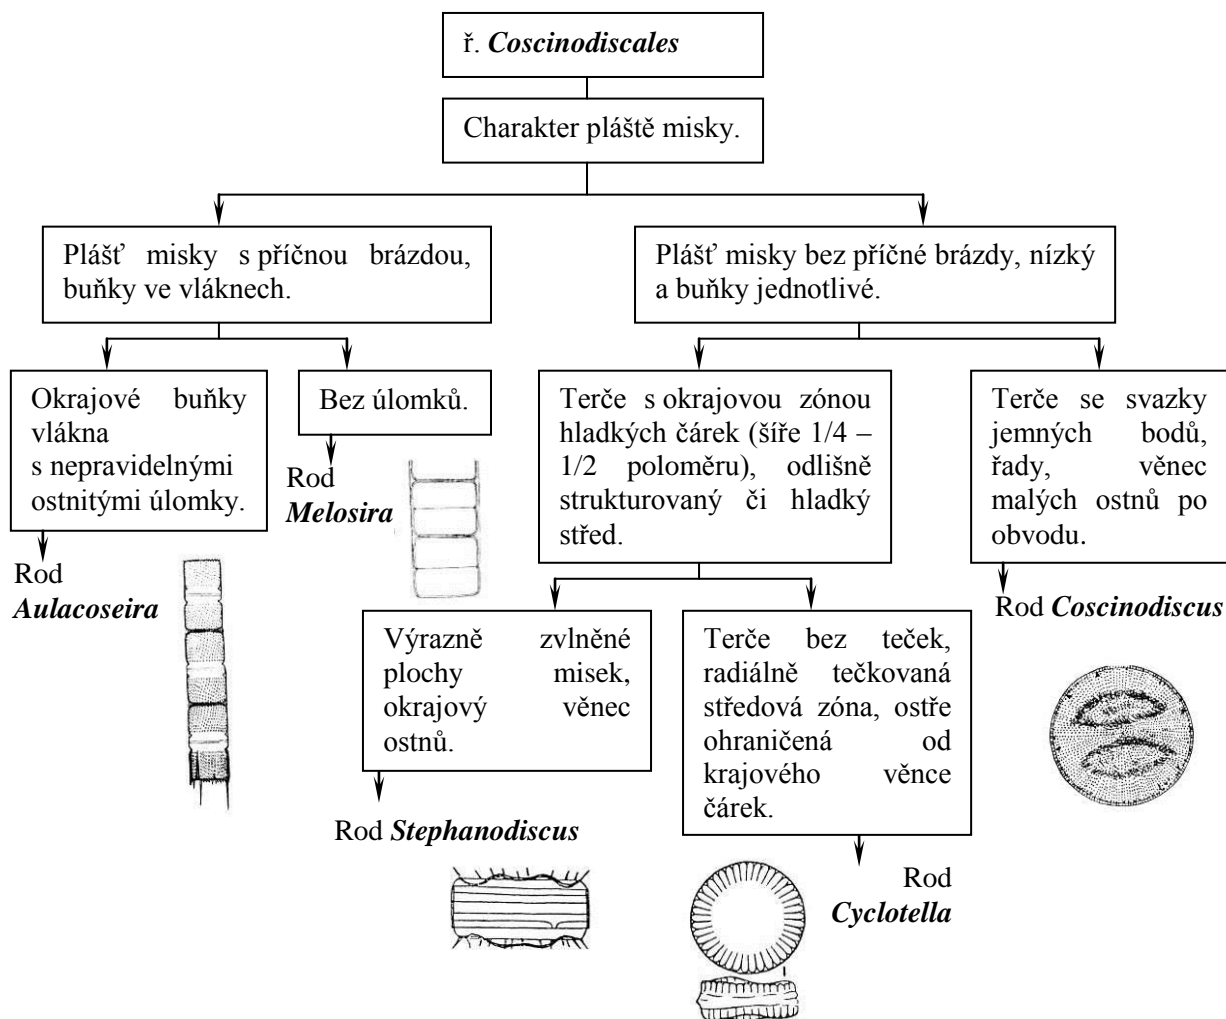 ř. Coscinodiscales
Charakter pláště misky.
Plášť misky s příčnou brázdou,
buňky ve vláknech.
Plášť misky bez příčné brázdy, nízký
a buňky jednotlivé.
Okrajové buňky
vlákna
s nepravidelnými
ostnitými úlomky.
Bez úlomků.
Terče s okrajovou zónou
hladkých čárek (šíře 1/4 –
1/2 poloměru), odlišně
strukturovaný či hladký
střed.
Terče se svazky
jemných bodů,
řady, věnec
malých ostnů po
obvodu.
Rod
Aulacoseira
Rod
Melosira
Rod Coscinodiscus
Výrazně zvlněné
plochy misek,
okrajový věnec
ostnů.
Terče bez teček,
radiálně tečkovaná
středová zóna, ostře
ohraničená od
krajového věnce
čárek.
Rod Stephanodiscus
Rod
Cyclotella